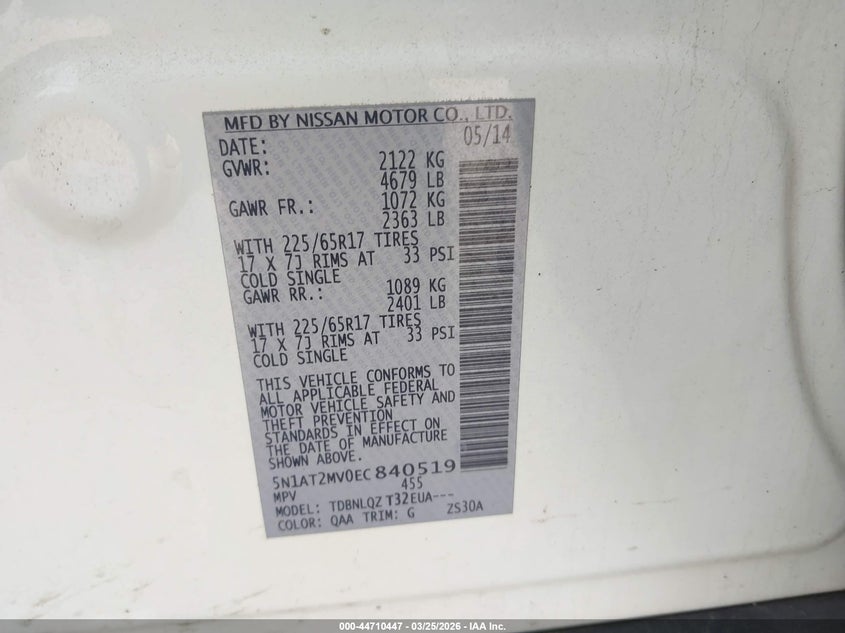 MFD BY NISSAN MOTOR CO., LTD.
DATE: 05/14
GVWR: 2122 KG
4679 LB
GAWR FR.: 1072 KG
2363 LB
WITH 225/65R17 TIRES
17 X 7J RIMS AT 33 PSI
COLD SINGLE
GAWR RR.: 1089 KG
2401 LB
WITH 225/65R17 TIRES
17 X 7J RIMS AT 33 PSI
COLD SINGLE
THIS VEHICLE CONFORMS TO
ALL APPLICABLE FEDERAL
MOTOR VEHICLE SAFETY AND
THEFT PREVENTION
STANDARDS IN EFFECT ON
THE DATE OF MANUFACTURE
SHOWN ABOVE.
5N1AT2MV0EC840519
MPV 455
MODEL: TDBNLQZ T32EUA---
COLOR: QAA TRIM: G ZS30A
000-44710447 - 03/25/2026 - IAA Inc.